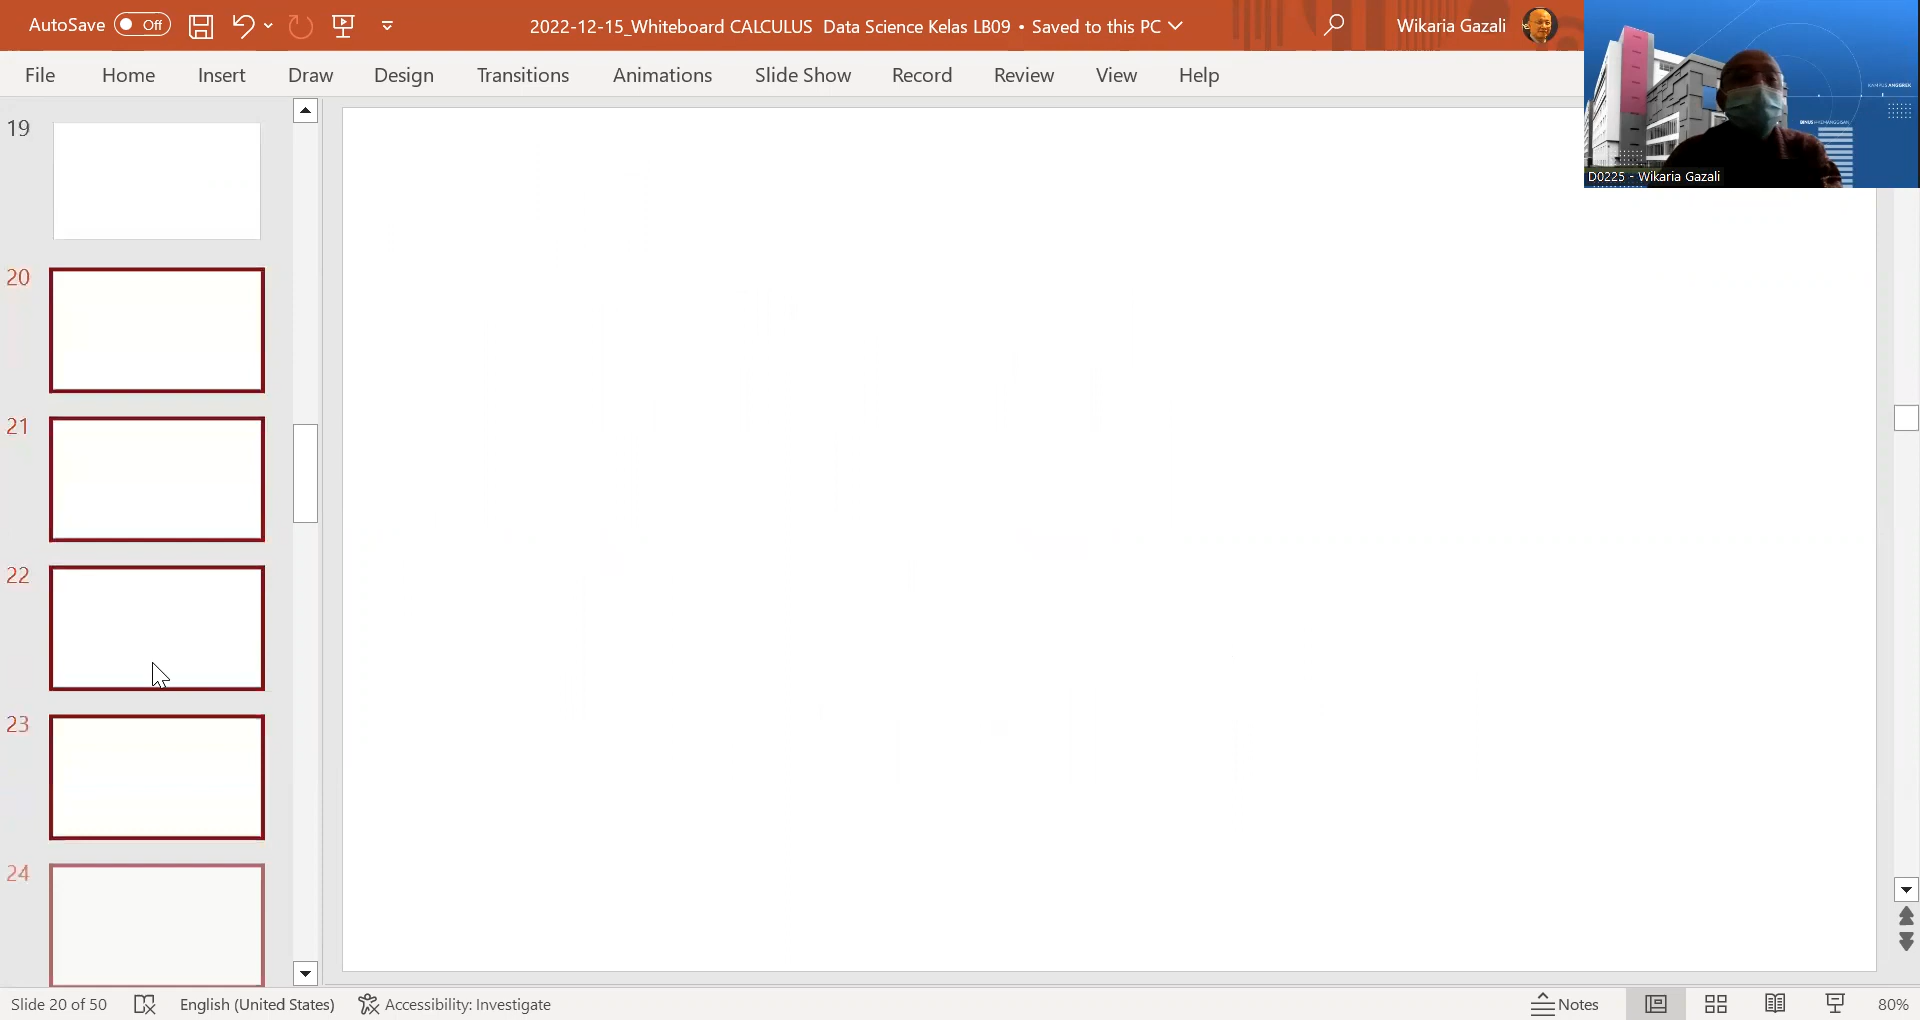 AutoSave Off 2022-12-15_Whiteboard CALCULUS Data Science Kelas LB09 • Saved to this PC Wikaria Gazali
File Home Insert Draw Design Transitions Animations Slide Show Record Review View Help
KAMPUS ANGGREK
D0225 - Wikaria Gazali
19
20
21
22
23
24
Slide 20 of 50 English (United States) Accessibility: Investigate Notes 80%